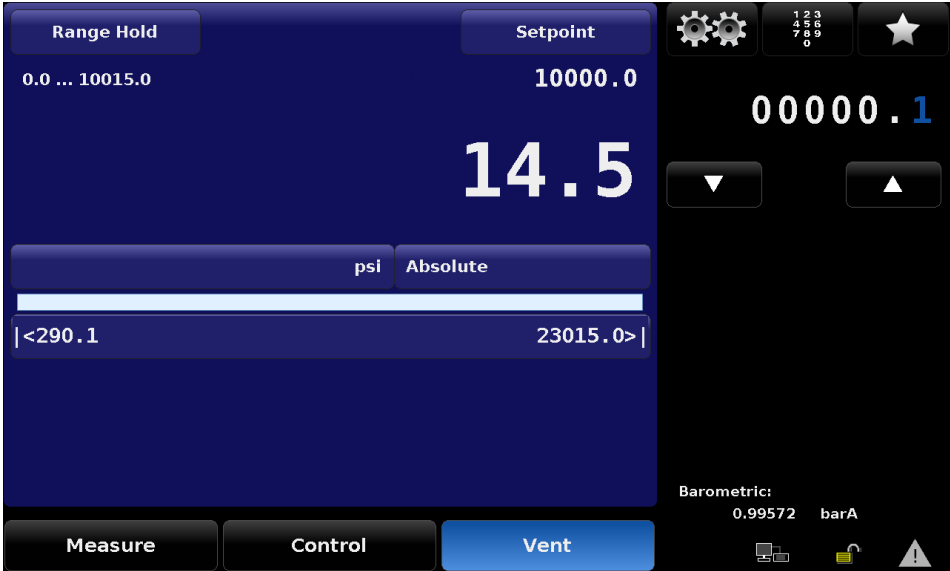 Range Hold
Setpoint
1 2 3
4 5 6
7 8 9
0
0.0 ... 10015.0
10000.0
00000.1
14.5
psi
Absolute
|<290.1
23015.0>|
Barometric:
0.99572 barA
Measure
Control
Vent